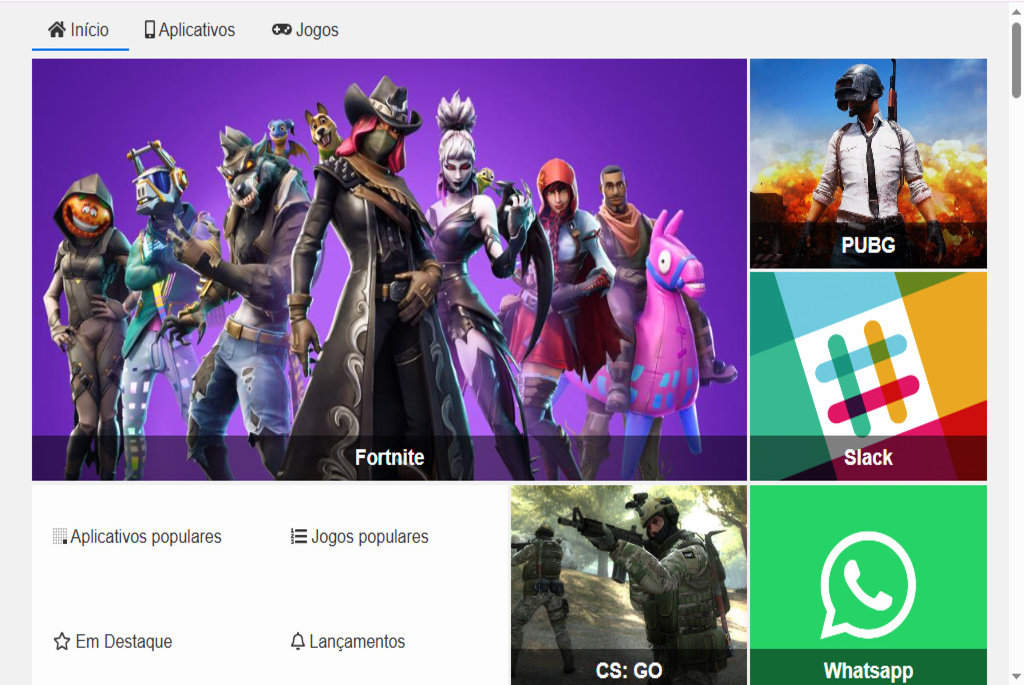 Início
Aplicativos
Jogos
Fortnite
PUBG
Slack
Aplicativos populares
Jogos populares
Em Destaque
Lançamentos
CS: GO
Whatsapp